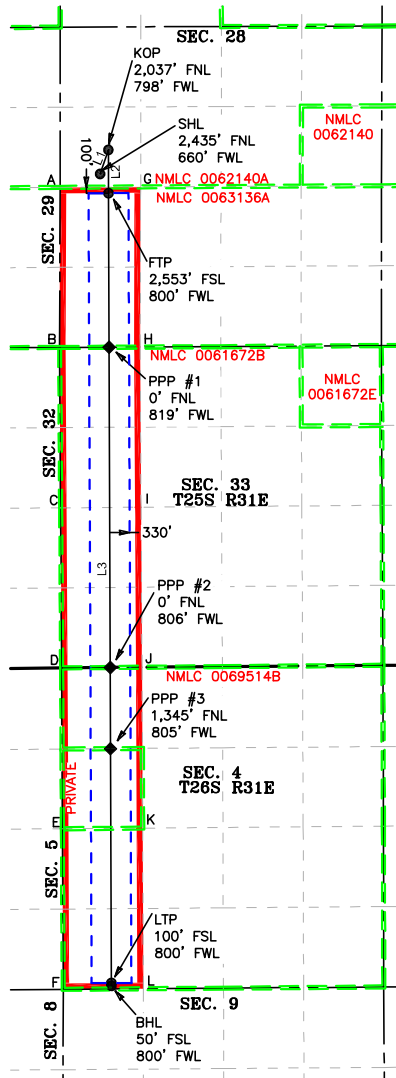 SEC. 28
KOP
2,037' FNL
798' FWL
SHL
2,435' FNL
660' FWL
NMLC
0062140
100'
L1
L2
A
G
NMLC 0062140A
NMLC 0063136A
SEC. 29
FTP
2,553' FSL
800' FWL
B
H
NMLC 0061672B
PPP #1
0' FNL
819' FWL
NMLC
0061672E
SEC. 32
SEC. 33
T25S R31E
C
I
330'
L3
PPP #2
0' FNL
806' FWL
D
J
NMLC 0069514B
PPP #3
1,345' FNL
805' FWL
PRIVATE
SEC. 4
T26S R31E
E
K
SEC. 5
LTP
100' FSL
800' FWL
F
L
SEC. 9
SEC. 8
BHL
50' FSL
800' FWL